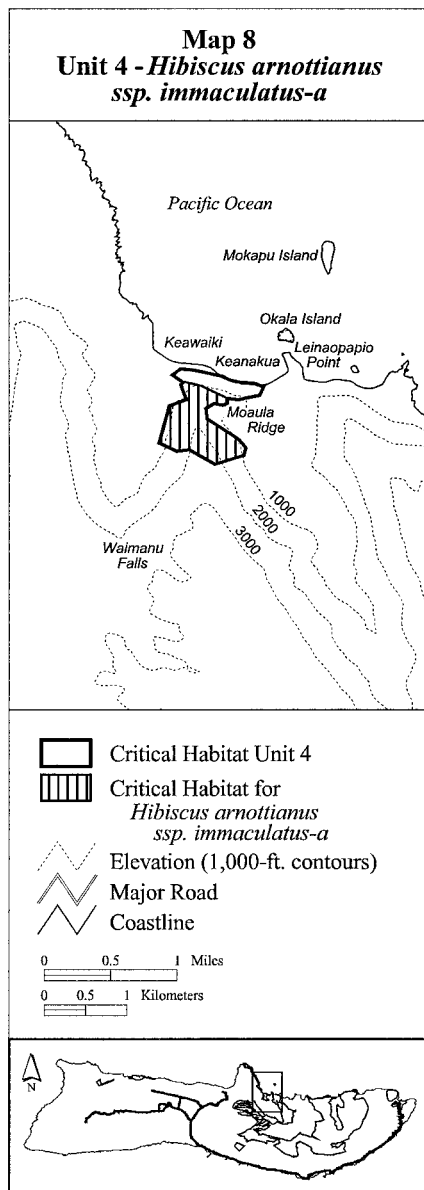 Map 8
Unit 4 - Hibiscus arnottianus
ssp. immaculatus-a
Pacific Ocean
Mokapu Island
Okala Island
Leinaopapio
Point
Keawaiki
Keanakua
Moaula
Ridge
1000
2000
3000
Waimanu
Falls
Critical Habitat Unit 4
Critical Habitat for
Hibiscus arnottianus
ssp. immaculatus-a
Elevation (1,000-ft. contours)
Major Road
Coastline
0 0.5 1 Miles
0 0.5 1 Kilometers
N